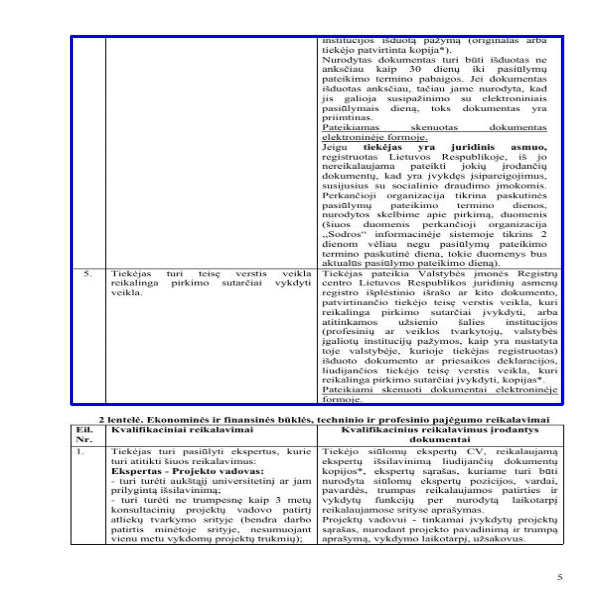 institucijos išduotą pažymą (originalas arba
tiekėjo patvirtinta kopija*).
Nurodytas dokumentas turi būti išduotas ne
anksčiau kaip 30 dienų iki pasiūlymų
pateikimo termino pabaigos. Jei dokumentas
išduotas anksčiau, tačiau jame nurodyta, kad
jis galioja susipažinimo su elektroniniais
pasiūlymais dieną, toks dokumentas yra
priimtinas.
Pateikiamas skenuotas dokumentas
elektroninėje formoje.
Jeigu tiekėjas yra juridinis asmuo,
registruotas Lietuvos Respublikoje, iš jo
nereikalaujama pateikti jokių įrodančių
dokumentų, kad yra įvykdęs įsipareigojimus,
susijusius su socialinio draudimo įmokomis.
Perkančioji organizacija tikrina paskutinės
pasiūlymų pateikimo termino dienos,
nurodytos skelbime apie pirkimą, duomenis
(šiuos duomenis perkančioji organizacija
„Sodros“ informacinėje sistemoje tikrins 2
dienom vėliau negu pasiūlymų pateikimo
termino paskutinė diena, tokie duomenys bus
aktualūs pasiūlymo pateikimo dieną).
5. Tiekėjas turi teisę verstis veikla
reikalinga pirkimo sutarčiai vykdyti
veikla.
Tiekėjas pateikia Valstybės įmonės Registrų
centro Lietuvos Respublikos juridinių asmenų
registro išplėstinio išrašo ar kito dokumento,
patvirtinančio tiekėjo teisę verstis veikla, kuri
reikalinga pirkimo sutarčiai įvykdyti, arba
atitinkamos užsienio šalies institucijos
(profesinių ar veiklos tvarkytojų, valstybės
įgaliotų institucijų pažymos, kaip yra nustatyta
toje valstybėje, kurioje tiekėjas registruotas)
išduoto dokumento ar priesaikos deklaracijos,
liudijančios tiekėjo teisę verstis veikla, kuri
reikalinga pirkimo sutarčiai įvykdyti, kopijas*.
Pateikiami skenuoti dokumentai elektroninėje
formoje.
2 lentelė. Ekonominės ir finansinės būklės, techninio ir profesinio pajėgumo reikalavimai
Eil.
Nr.
Kvalifikaciniai reikalavimai
Kvalifikacinius reikalavimus įrodantys
dokumentai
1. Tiekėjas turi pasiūlyti ekspertus, kurie
turi atitikti šiuos reikalavimus:
Ekspertas - Projekto vadovas:
- turi turėti aukštąjį universitetinį ar jam
prilygintą išsilavinimą;
- turi turėti ne trumpesnę kaip 3 metų
konsultacinių projektų vadovo patirtį
atliekų tvarkymo srityje (bendra darbo
patirtis minėtoje srityje, nesumuojant
vienu metu vykdomų projektų trukmių);
Tiekėjo siūlomų ekspertų CV, reikalaujamą
ekspertų išsilavinimą liudijančių dokumentų
kopijos*, ekspertų sąrašas, kuriame turi būti
nurodyta siūlomų ekspertų pozicijos, vardai,
pavardės, trumpas reikalaujamos patirties ir
vykdytų funkcijų per nurodytą laikotarpį
reikalaujamose srityse aprašymas.
Projektų vadovui - tinkamai įvykdytų projektų
sąrašas, nurodant projekto pavadinimą ir trumpą
aprašymą, vykdymo laikotarpį, užsakovus.
5